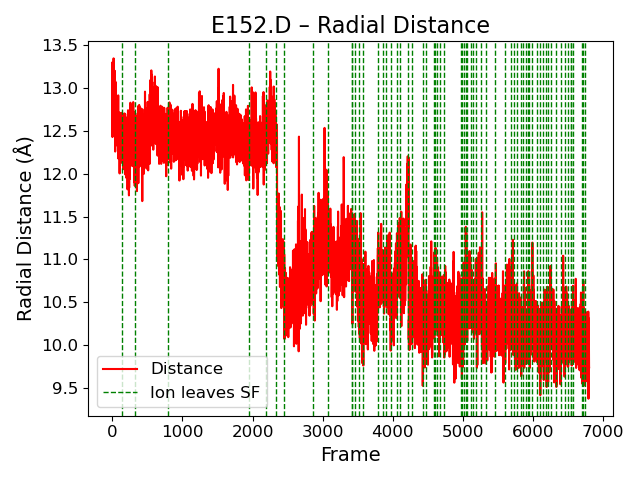 E152.D – Radial Distance
13.5
13.0
12.5
12.0
11.5
11.0
10.5
10.0
9.5
Radial Distance (Å)
Distance
Ion leaves SF
0 1000 2000 3000 4000 5000 6000 7000
Frame